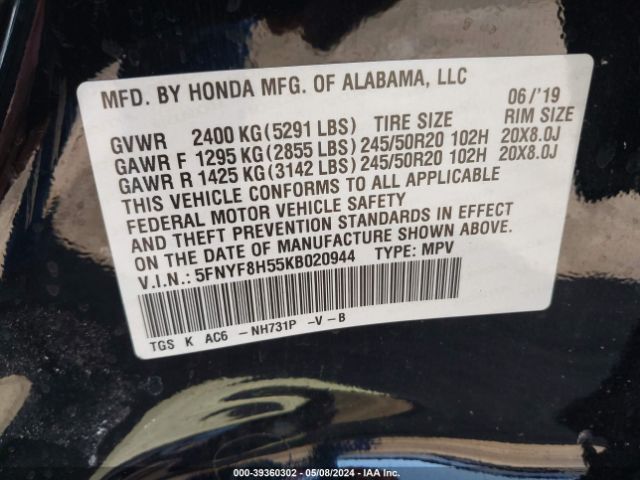 MFD. BY HONDA MFG. OF ALABAMA, LLC
06/'19
GVWR 2400 KG(5291 LBS) TIRE SIZE RIM SIZE
GAWR F 1295 KG(2855 LBS) 245/50R20 102H 20X8.0J
GAWR R 1425 KG(3142 LBS) 245/50R20 102H 20X8.0J
THIS VEHICLE CONFORMS TO ALL APPLICABLE
FEDERAL MOTOR VEHICLE SAFETY
AND THEFT PREVENTION STANDARDS IN EFFECT
ON THE DATE OF MANUFACTURE SHOWN ABOVE.
V.I.N.: 5FNYF8H55KB020944 TYPE: MPV
TGS K AC6 -NH731P -V-B
000-39360302 - 05/08/2024 - IAA Inc.